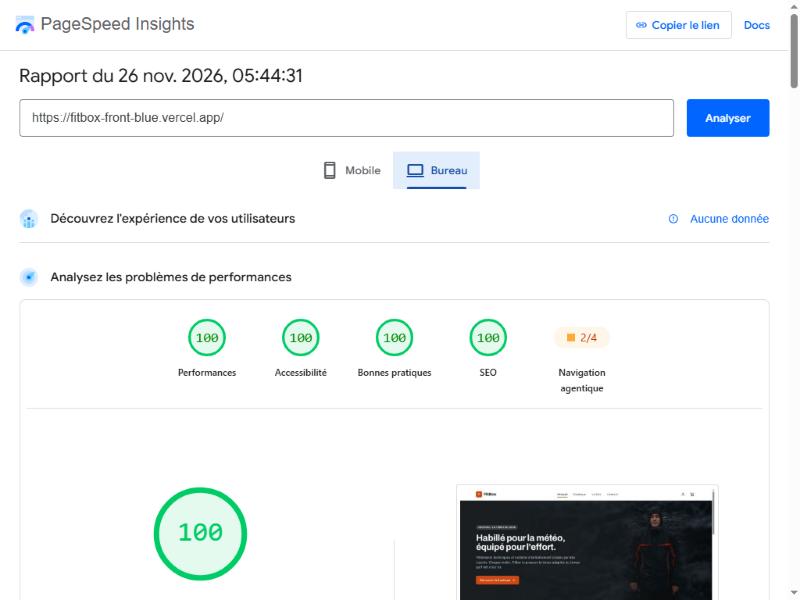 PageSpeed Insights
Copier le lien
Docs
Rapport du 26 nov. 2026, 05:44:31
https://fitbox-front-blue.vercel.app/
Analyser
Mobile
Bureau
Découvrez l'expérience de vos utilisateurs
Aucune donnée
Analysez les problèmes de performances
100
100
100
100
2/4
Performances
Accessibilité
Bonnes pratiques
SEO
Navigation
agentique
100
FitBox
Habillé pour la météo,
équipé pour l'effort.